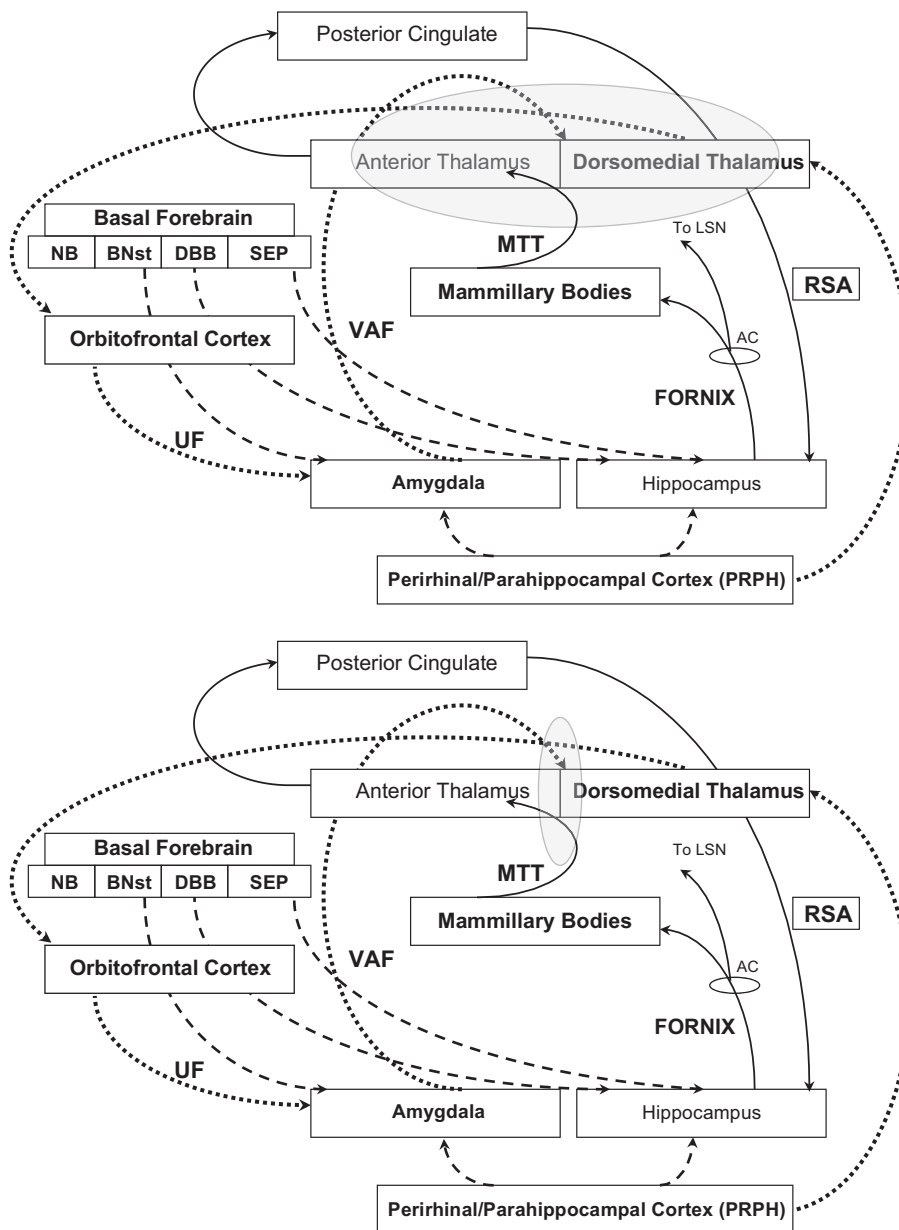 Posterior Cingulate
Anterior Thalamus
Dorsomedial Thalamus
Basal Forebrain
NB BNst DBB SEP
MTT
To LSN
Mammillary Bodies
RSA
Orbitofrontal Cortex
VAF
AC
FORNIX
UF
Amygdala
Hippocampus
Perirhinal/Parahippocampal Cortex (PRPH)
Posterior Cingulate
Anterior Thalamus
Dorsomedial Thalamus
Basal Forebrain
NB BNst DBB SEP
MTT
To LSN
Mammillary Bodies
RSA
Orbitofrontal Cortex
VAF
AC
FORNIX
UF
Amygdala
Hippocampus
Perirhinal/Parahippocampal Cortex (PRPH)